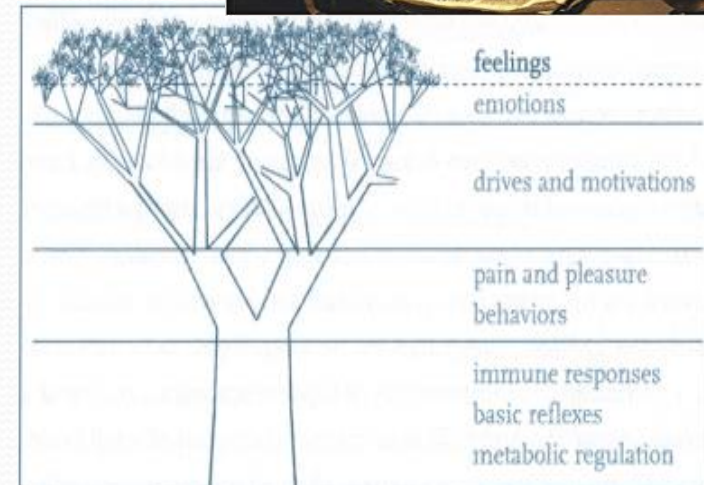 feelings
emotions
drives and motivations
pain and pleasure
behaviors
immune responses
basic reflexes
metabolic regulation